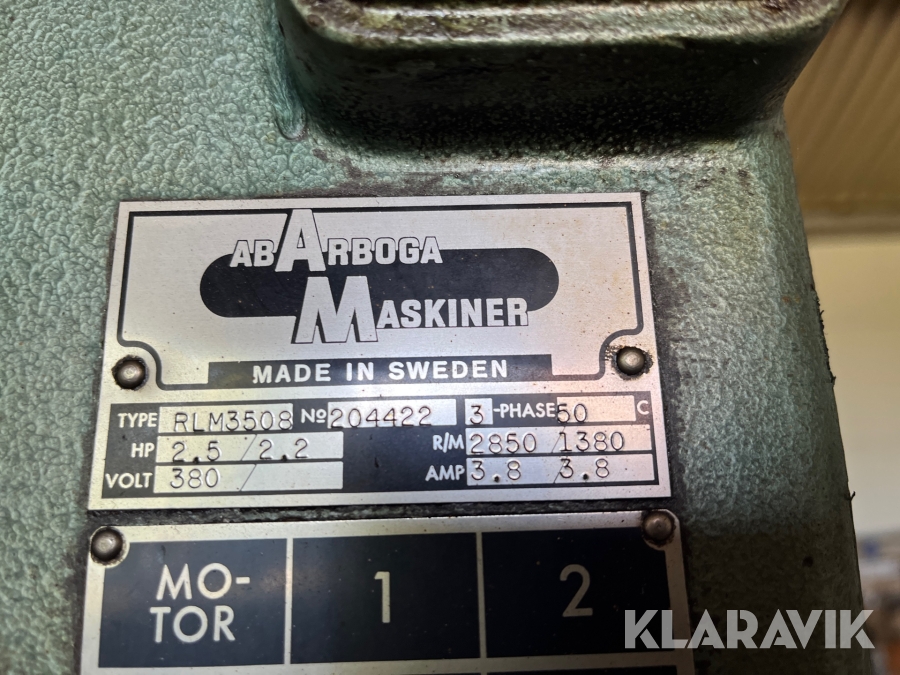 AB ARBOGA
MASKINER
MADE IN SWEDEN
TYPE RLM3508 No 204422 3-PHASE 50 C
HP 2.5 / 2.2 R/M 2850 / 1380
VOLT 380 / AMP 3.8 / 3.8
MO-
TOR 1 2
KLARAVIK